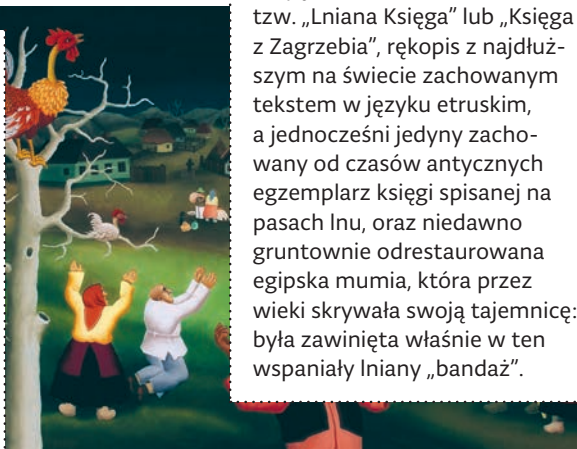 tzw. „Lniana Księga” lub „Księga
z Zagrzebia”, rękopis z najdłuż-
szym na świecie zachowanym
tekstem w języku etruskim,
a jednocześni jedyny zacho-
wany od czasów antycznych
egzemplarz księgi spisanej na
pasach lnu, oraz niedawno
gruntownie odrestaurowana
egipska mumia, która przez
wieki skrywała swoją tajemnicę:
była zawinięta właśnie w ten
wspaniały lniany „bandaż”.